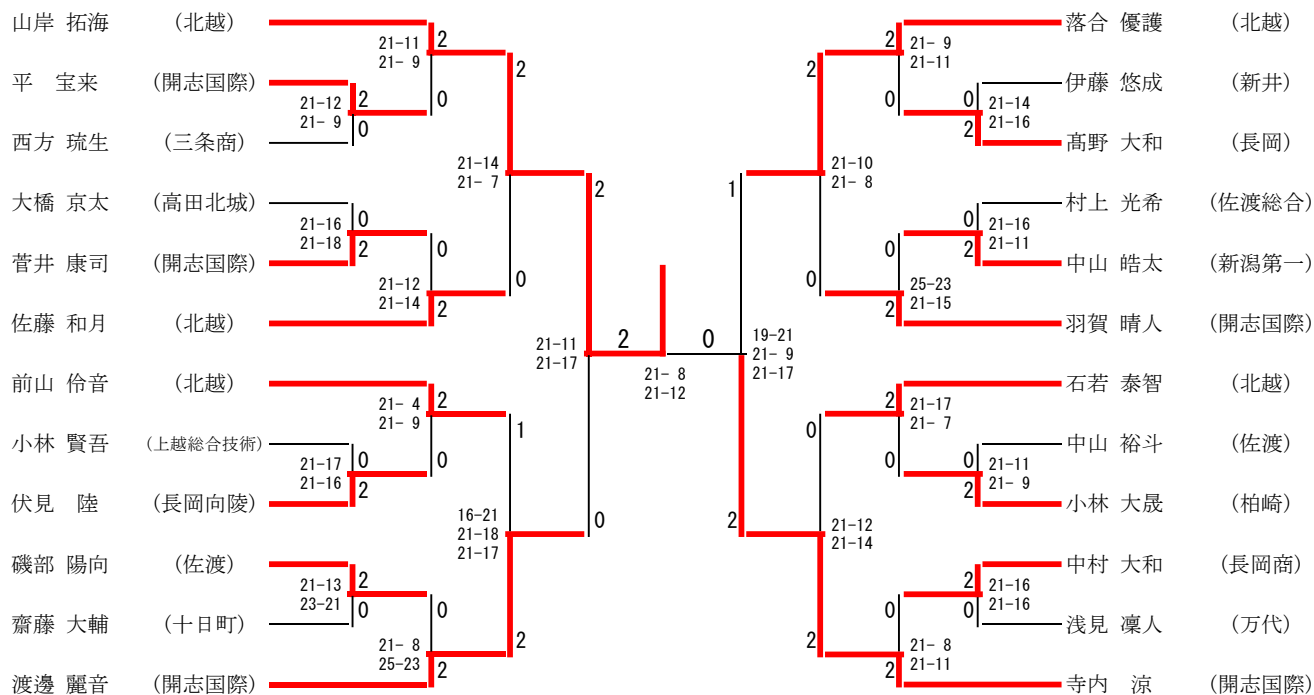 山岸 拓海 (北越)
21-11 2
21- 9
平 宝来 (開志国際)
21-12 2 0
21- 9 0
西方 琉生 (三条商)
2
21-14
21- 7
大橋 京太 (高田北城)
21-16 0
21-18 2 0
菅井 康司 (開志国際)
21-12 0
21-14 2
佐藤 和月 (北越)
2
21-11 2
21-17
前山 伶音 (北越)
21- 4 2
21- 9 1
小林 賢吾 (上越総合技術)
21-17 0 0
21-16 2
伏見 陸 (長岡向陵)
16-21
21-18 0
21-17
磯部 陽向 (佐渡)
21-13 2
23-21 0 0
齋藤 大輔 (十日町)
21- 8 2
25-23 2
渡邊 麗音 (開志国際)
21- 8
21-12
落合 優護 (北越)
2 21- 9
21-11
伊藤 悠成 (新井)
0 0 21-14
2 21-16
髙野 大和 (長岡)
2
21-10
21- 8
村上 光希 (佐渡総合)
0 21-16
2 21-11
中山 皓太 (新潟第一)
0 0 25-23
2 21-15
羽賀 晴人 (開志国際)
1
0 19-21
21- 9
21-17
石若 泰智 (北越)
2 21-17
21- 7
中山 裕斗 (佐渡)
0 0 0 21-11
2 21- 9
小林 大晟 (柏崎)
2 21-12
21-14
中村 大和 (長岡商)
2 21-16
0 0 21-16
浅見 凜人 (万代)
2 21- 8
2 21-11
寺内 涼 (開志国際)